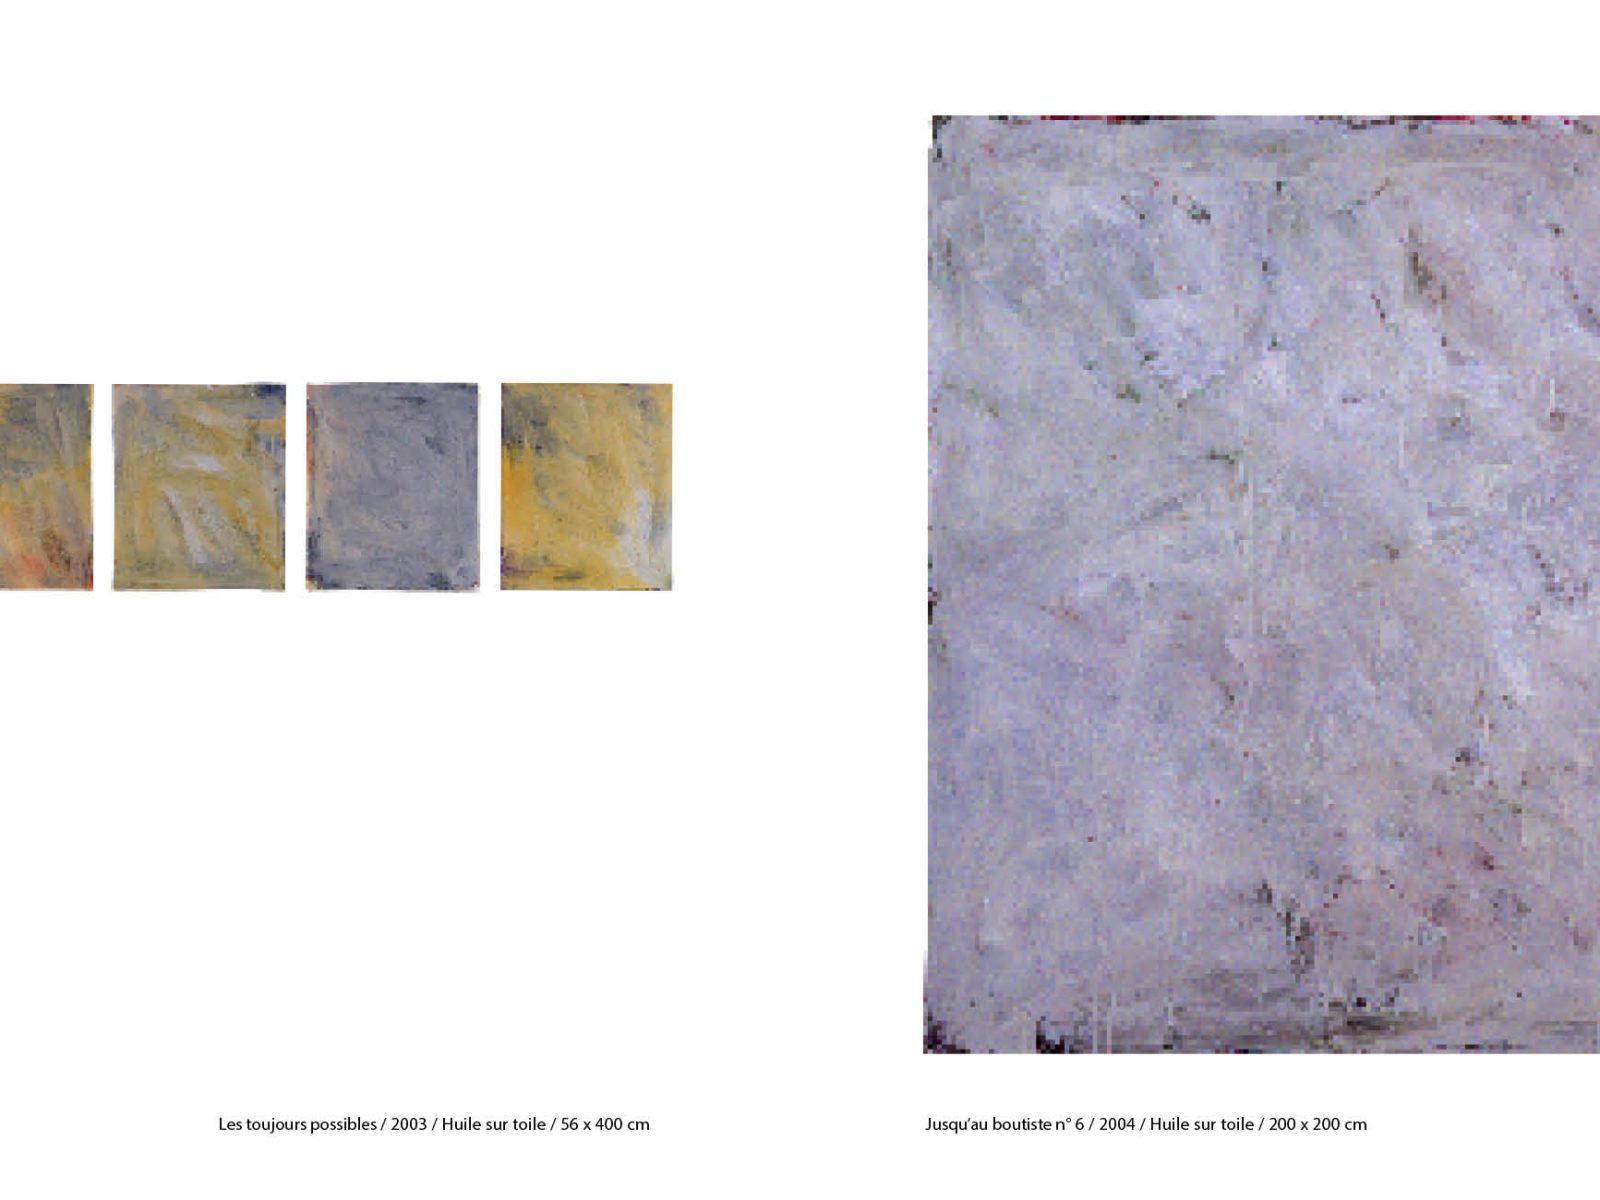 Les toujours possibles / 2003 / Huile sur toile / 56 x 400 cm
Jusqu’au boutiste n° 6 / 2004 / Huile sur toile / 200 x 200 cm